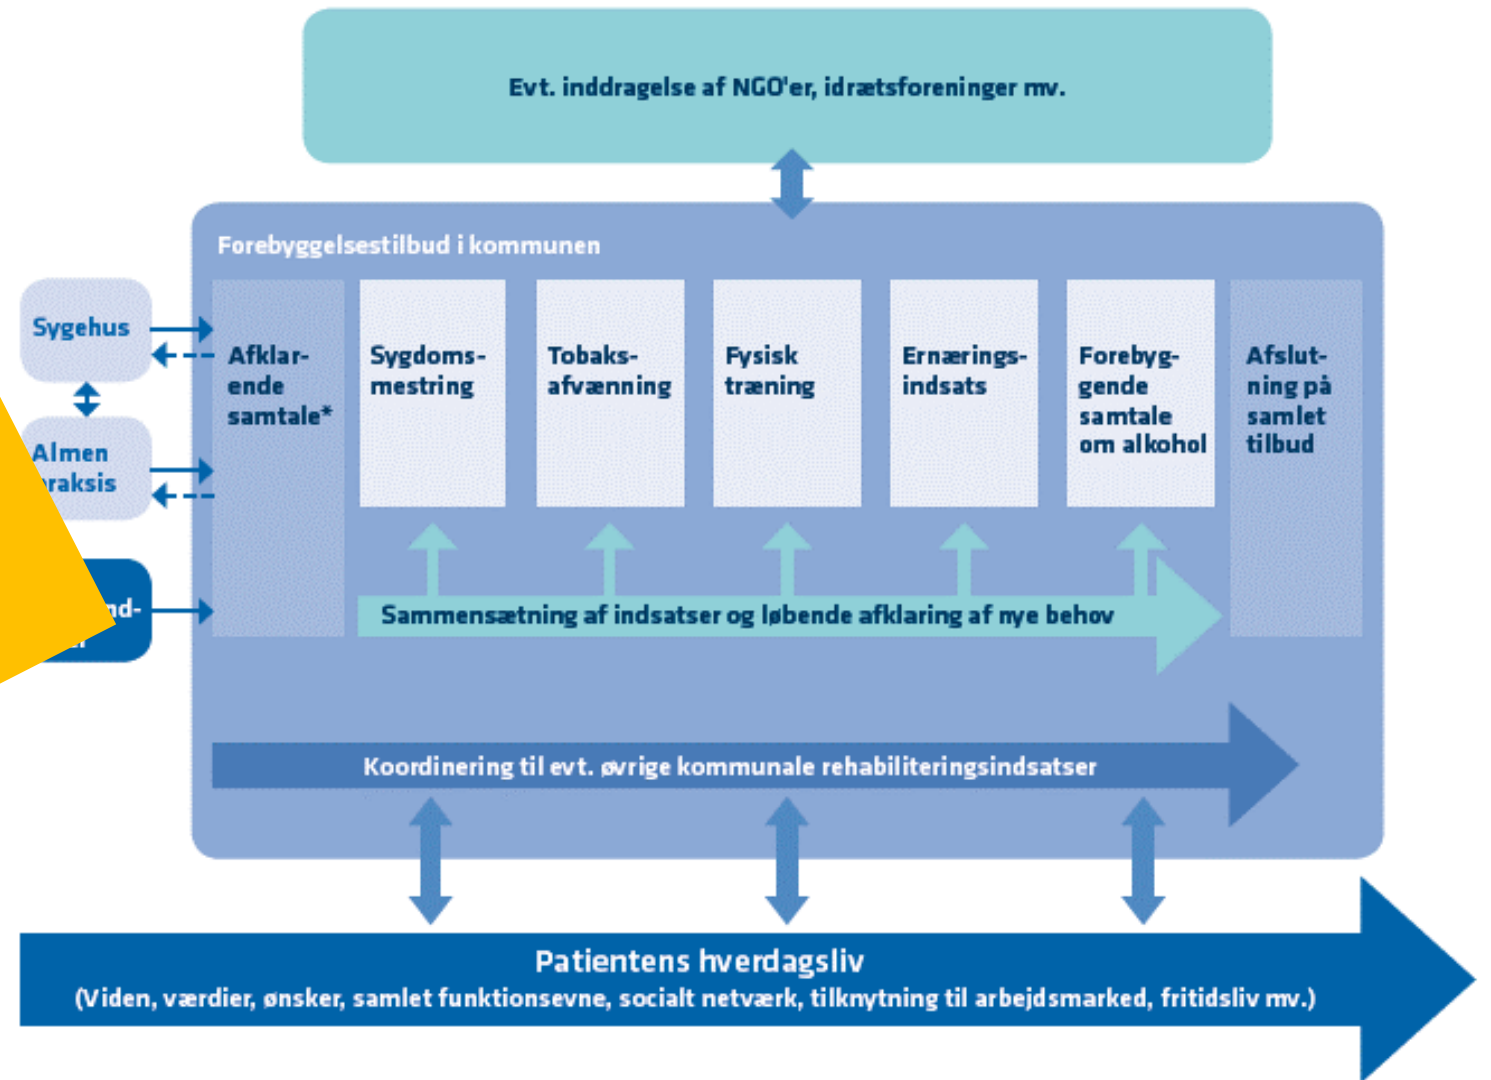 Evt. inddragelse af NGO'er, idrætsforeninger mv.
Forebyggelsestilbud i kommunen
Sygehus
Almen
Afklar-
ende
samtale*
Sygdoms-
mestring
Tobaks-
afvænning
Fysisk
træning
Ernærings-
indsats
Forebyg-
gende
samtale
om alkohol
Afslut-
ning på
samlet
tilbud
Sammensætning af indsatser og løbende afklaring af nye behov
Koordinering til evt. øvrige kommunale rehabiliteringsindsatser
Patientens hverdagsliv
(Viden, værdier, ønsker, samlet funktionsevne, socialt netværk, tilknytning til arbejdsmarked, fritidsliv mv.)